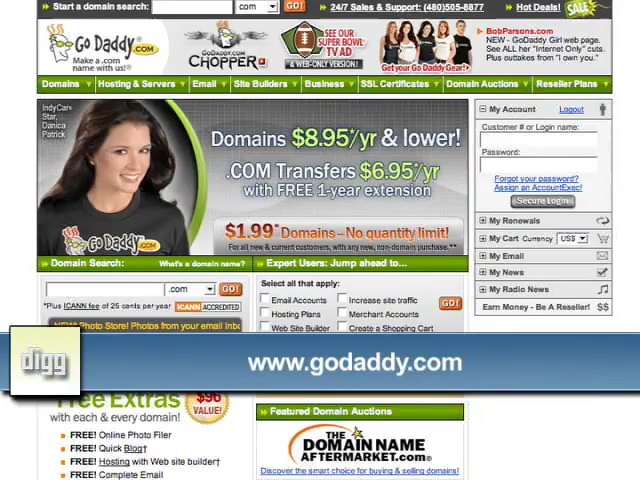 Start a domain search:
com
GO!
24/7 Sales & Support: (480)505-8877
Hot Deals!
SALE
Go Daddy.COM
Make a .com
name with us!®
GoDaddy.com
CHOPPER
SEE OUR
SUPER BOWL
TV AD
& WEB-ONLY VERSION!
Get your Go Daddy Gear!
BobParsons.com
NEW - GoDaddy Girl web page.
See ALL her "Internet Only" cuts.
Plus outtakes from "I own you."
Domains
Hosting & Servers
Email
Site Builders
Business
SSL Certificates
Domain Auctions
Reseller Plans
IndyCar®
Star,
Danica
Patrick
Go Daddy.COM
Domains $8.95*/yr & lower!
.COM Transfers $6.95*/yr
with FREE 1-year extension
$1.99* Domains – No quantity limit!
For all new & current customers, with any new, non-domain purchase.**
My Account
Logout
Customer # or Login name:
Password:
Forgot your password?
Assign an AccountExec!
Secure Login
My Renewals
My Cart Currency US$
My Email
My News
My Radio News
Earn Money - Be A Reseller! $$
Domain Search:
What's a domain name?
.com
GO!
*Plus ICANN fee of 25 cents per year
ICANN ACCREDITED
NEW! Photo Store! Photos from your email Inbo
Expert Users: Jump ahead to...
Select all that apply:
Email Accounts
Increase site traffic
Hosting Plans
Merchant Accounts
Web Site Builder
Create a Shopping Cart
GO!
digg
www.godaddy.com
Free Extras
with each & every domain!
$96
VALUE!
FREE! Online Photo Filer
FREE! Quick Blog†
FREE! Hosting with Web site builder†
FREE! Complete Email
Featured Domain Auctions
THE
DOMAIN NAME
AFTERMARKET.com®
Discover the smart choice for buying & selling domains!